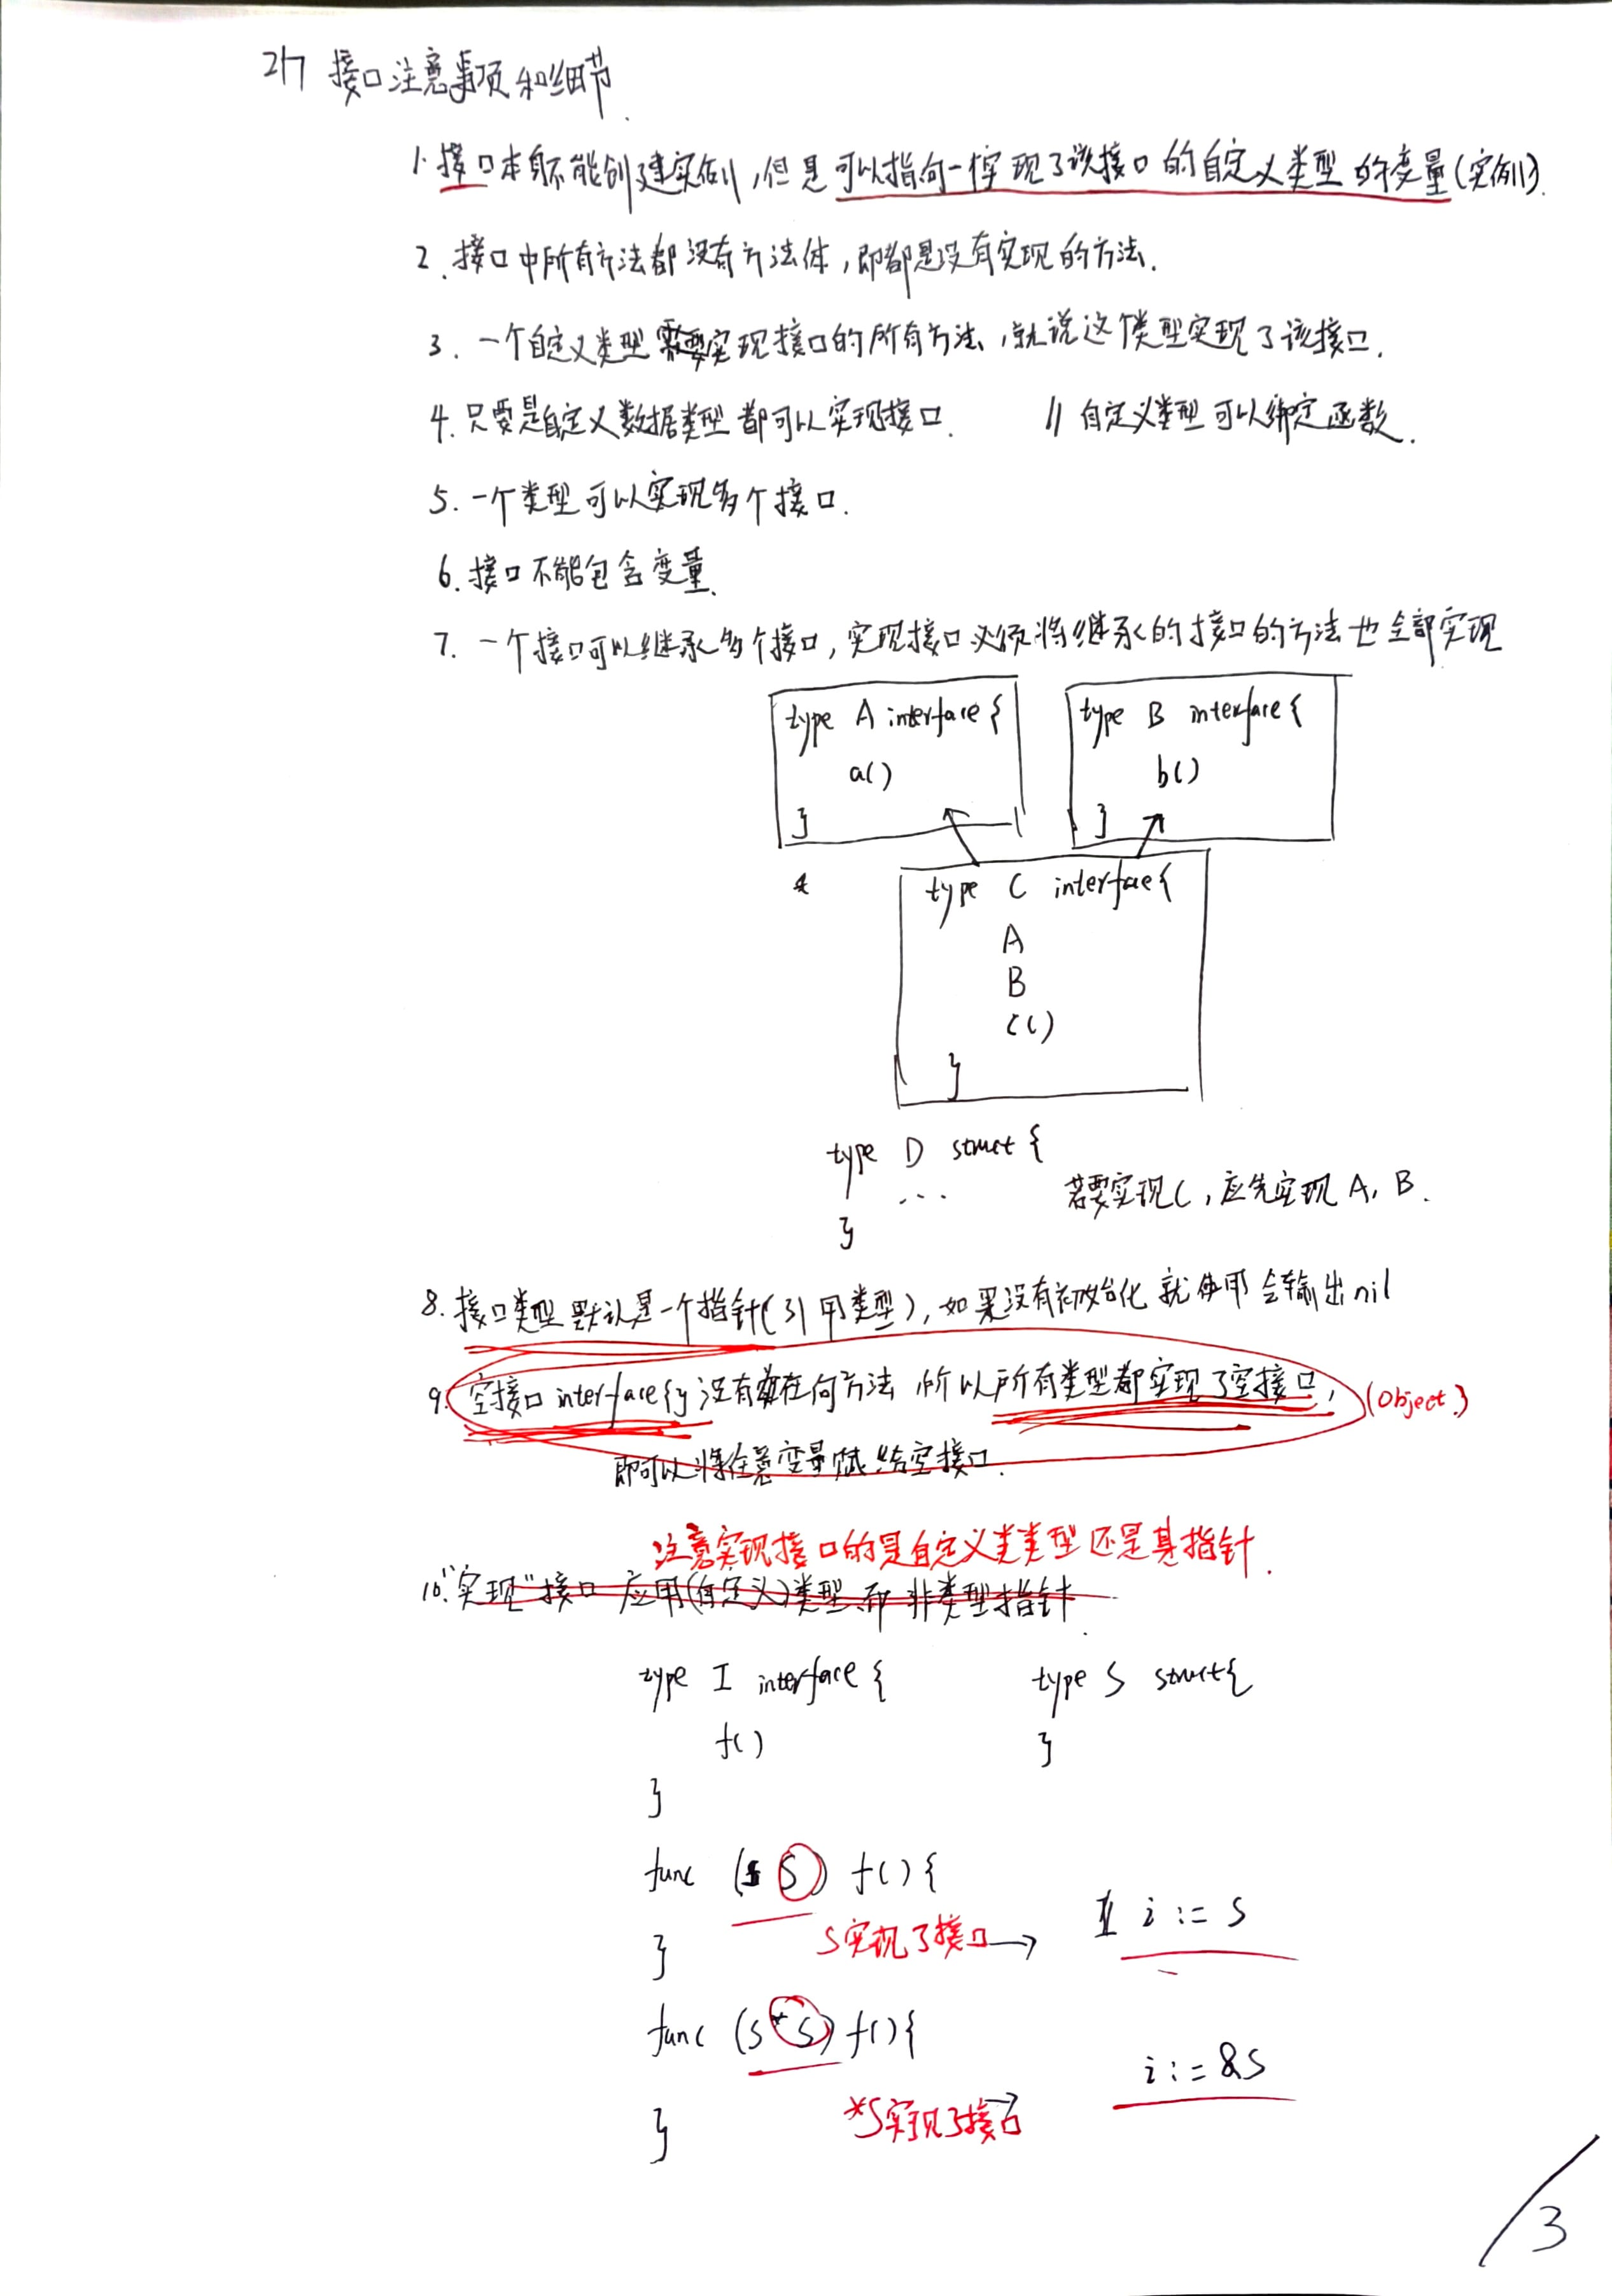 217 接口注意事项和细节.
1. 接口本身不能创建实例,但是可以指向一个实现了该接口的自定义类型的变量(实例).
2. 接口中所有方法都没有方法体,即都是没有实现的方法.
3. 一个自定义类型需要实现接口的所有方法,就说这个类型实现了该接口.
4. 只要是自定义数据类型都可以实现接口. // 自定义类型可以绑定函数.
5. 一个类型可以实现多个接口.
6. 接口不能包含变量.
7. 一个接口可以继承多个接口,实现接口必须将继承的接口的方法也全部实现
type A interface { type B interface {
a() b()
} }
type C interface {
A
B
c()
}
type D struct {
... 若要实现C,应先实现A, B.
}
8. 接口类型默认是一个指针(引用类型),如果没有初始化就使用会输出nil
9. 空接口 interface{} 没有任何方法,所以所有类型都实现了空接口, (Object.)
即可以将任意变量赋给空接口.
注意实现接口的是自定义类类型还是其指针.
10. "实现"接口应用(自定义)类型而非类型指针.
type I interface { type S struct{
f() }
}
func (s S) f() {
} S实现了接口 → i := s
func (s *S) f() {
i := &s
} *S实现了接口
/3